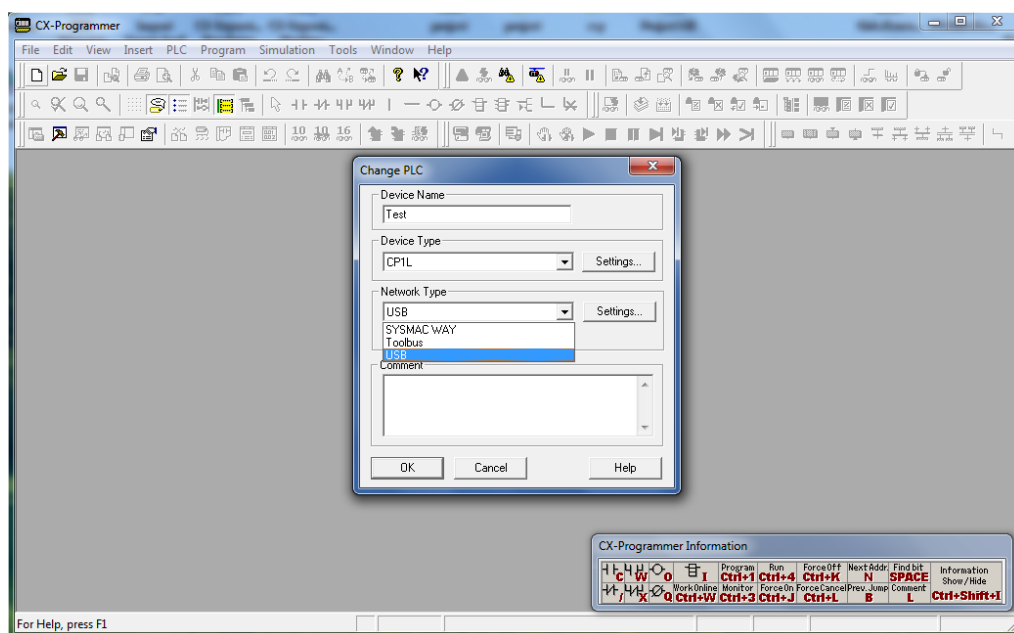 CX-Programmer
File Edit View Insert PLC Program Simulation Tools Window Help
10 10 16
Change PLC
Device Name
Test
Device Type
CP1L
Settings...
Network Type
USB
Settings...
SYSMAC WAY
Toolbus
USB
Comment
OK Cancel Help
CX-Programmer Information
C W O I Program Ctrl+1 Run Ctrl+4 Force Off Ctrl+K Next Addr. N Find bit SPACE Information Show / Hide
/ X Q Work Online Ctrl+W Monitor Ctrl+3 Force On Ctrl+J Force Cancel Ctrl+L Prev. Jump B Comment L Ctrl+Shift+I
For Help, press F1